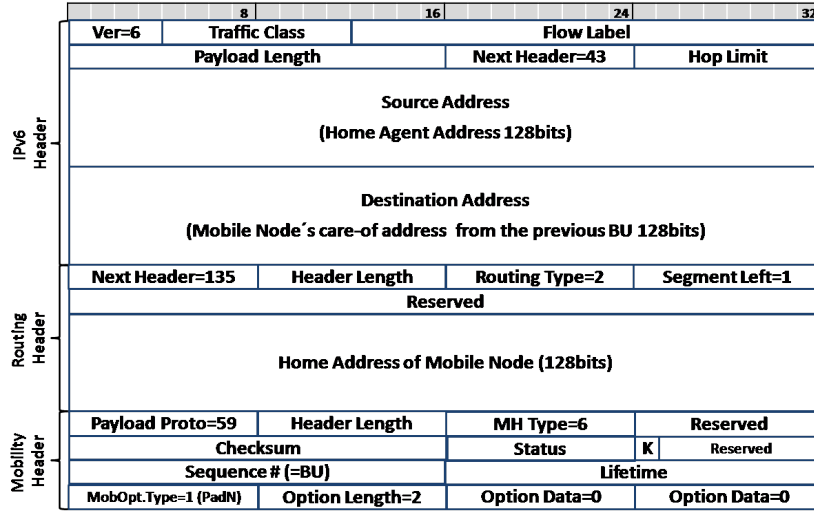 8 16 24 32
Ver=6 Traffic Class Flow Label
Payload Length Next Header=43 Hop Limit
Source Address
(Home Agent Address 128bits)
IPv6
Header
Destination Address
(Mobile Node´s care-of address from the previous BU 128bits)
Next Header=135 Header Length Routing Type=2 Segment Left=1
Reserved
Routing
Header
Home Address of Mobile Node (128bits)
Payload Proto=59 Header Length MH Type=6 Reserved
Checksum Status K Reserved
Mobility
Header
Sequence # (=BU) Lifetime
MobOpt.Type=1 (PadN) Option Length=2 Option Data=0 Option Data=0